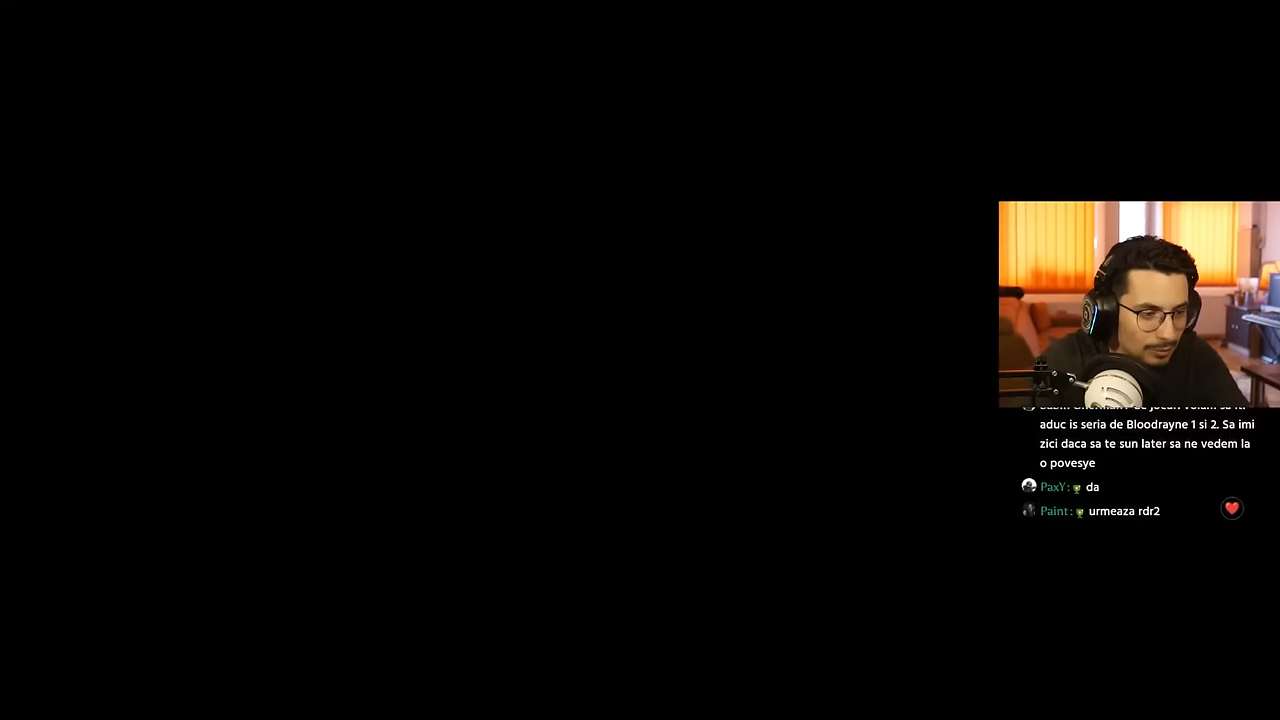 aduc is seria de Bloodrayne 1 si 2. Sa imi
zici daca sa te sun later sa ne vedem la
o povesye
PaxY: da
Paint: urmeaza rdr2